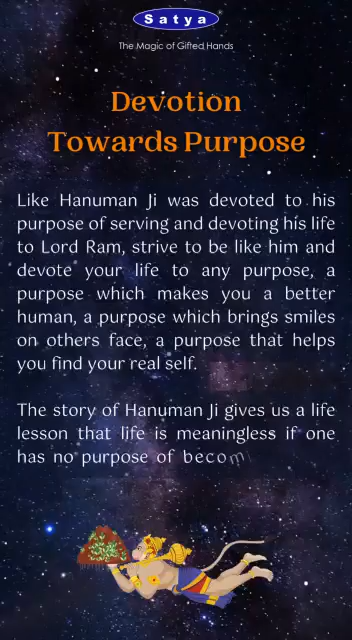 Satya®
The Magic of Gifted Hands
Devotion
Towards Purpose
Like Hanuman Ji was devoted to his
purpose of serving and devoting his life
to Lord Ram, strive to be like him and
devote your life to any purpose, a
purpose which makes you a better
human, a purpose which brings smiles
on others face, a purpose that helps
you find your real self.
The story of Hanuman Ji gives us a life
lesson that life is meaningless if one
has no purpose of becom